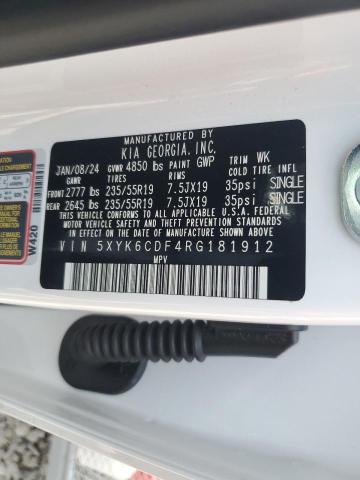 MANUFACTURED BY
KIA GEORGIA, INC.
JAN/08/24 GVWR 4850 lbs PAINT GWP TRIM WK
GAWR TIRES RIMS COLD TIRE INFL
FRONT 2777 lbs 235/55R19 7.5JX19 35psi SINGLE
REAR 2645 lbs 235/55R19 7.5JX19 35psi SINGLE
THIS VEHICLE CONFORMS TO ALL APPLICABLE U.S.
FEDERAL MOTOR VEHICLE SAFETY, BUMPER, AND
THEFT PREVENTION STANDARDS IN EFFECT ON
THE DATE OF MANUFACTURE SHOWN ABOVE.
VIN 5XYK6CDF4RG181912
MPV
W420